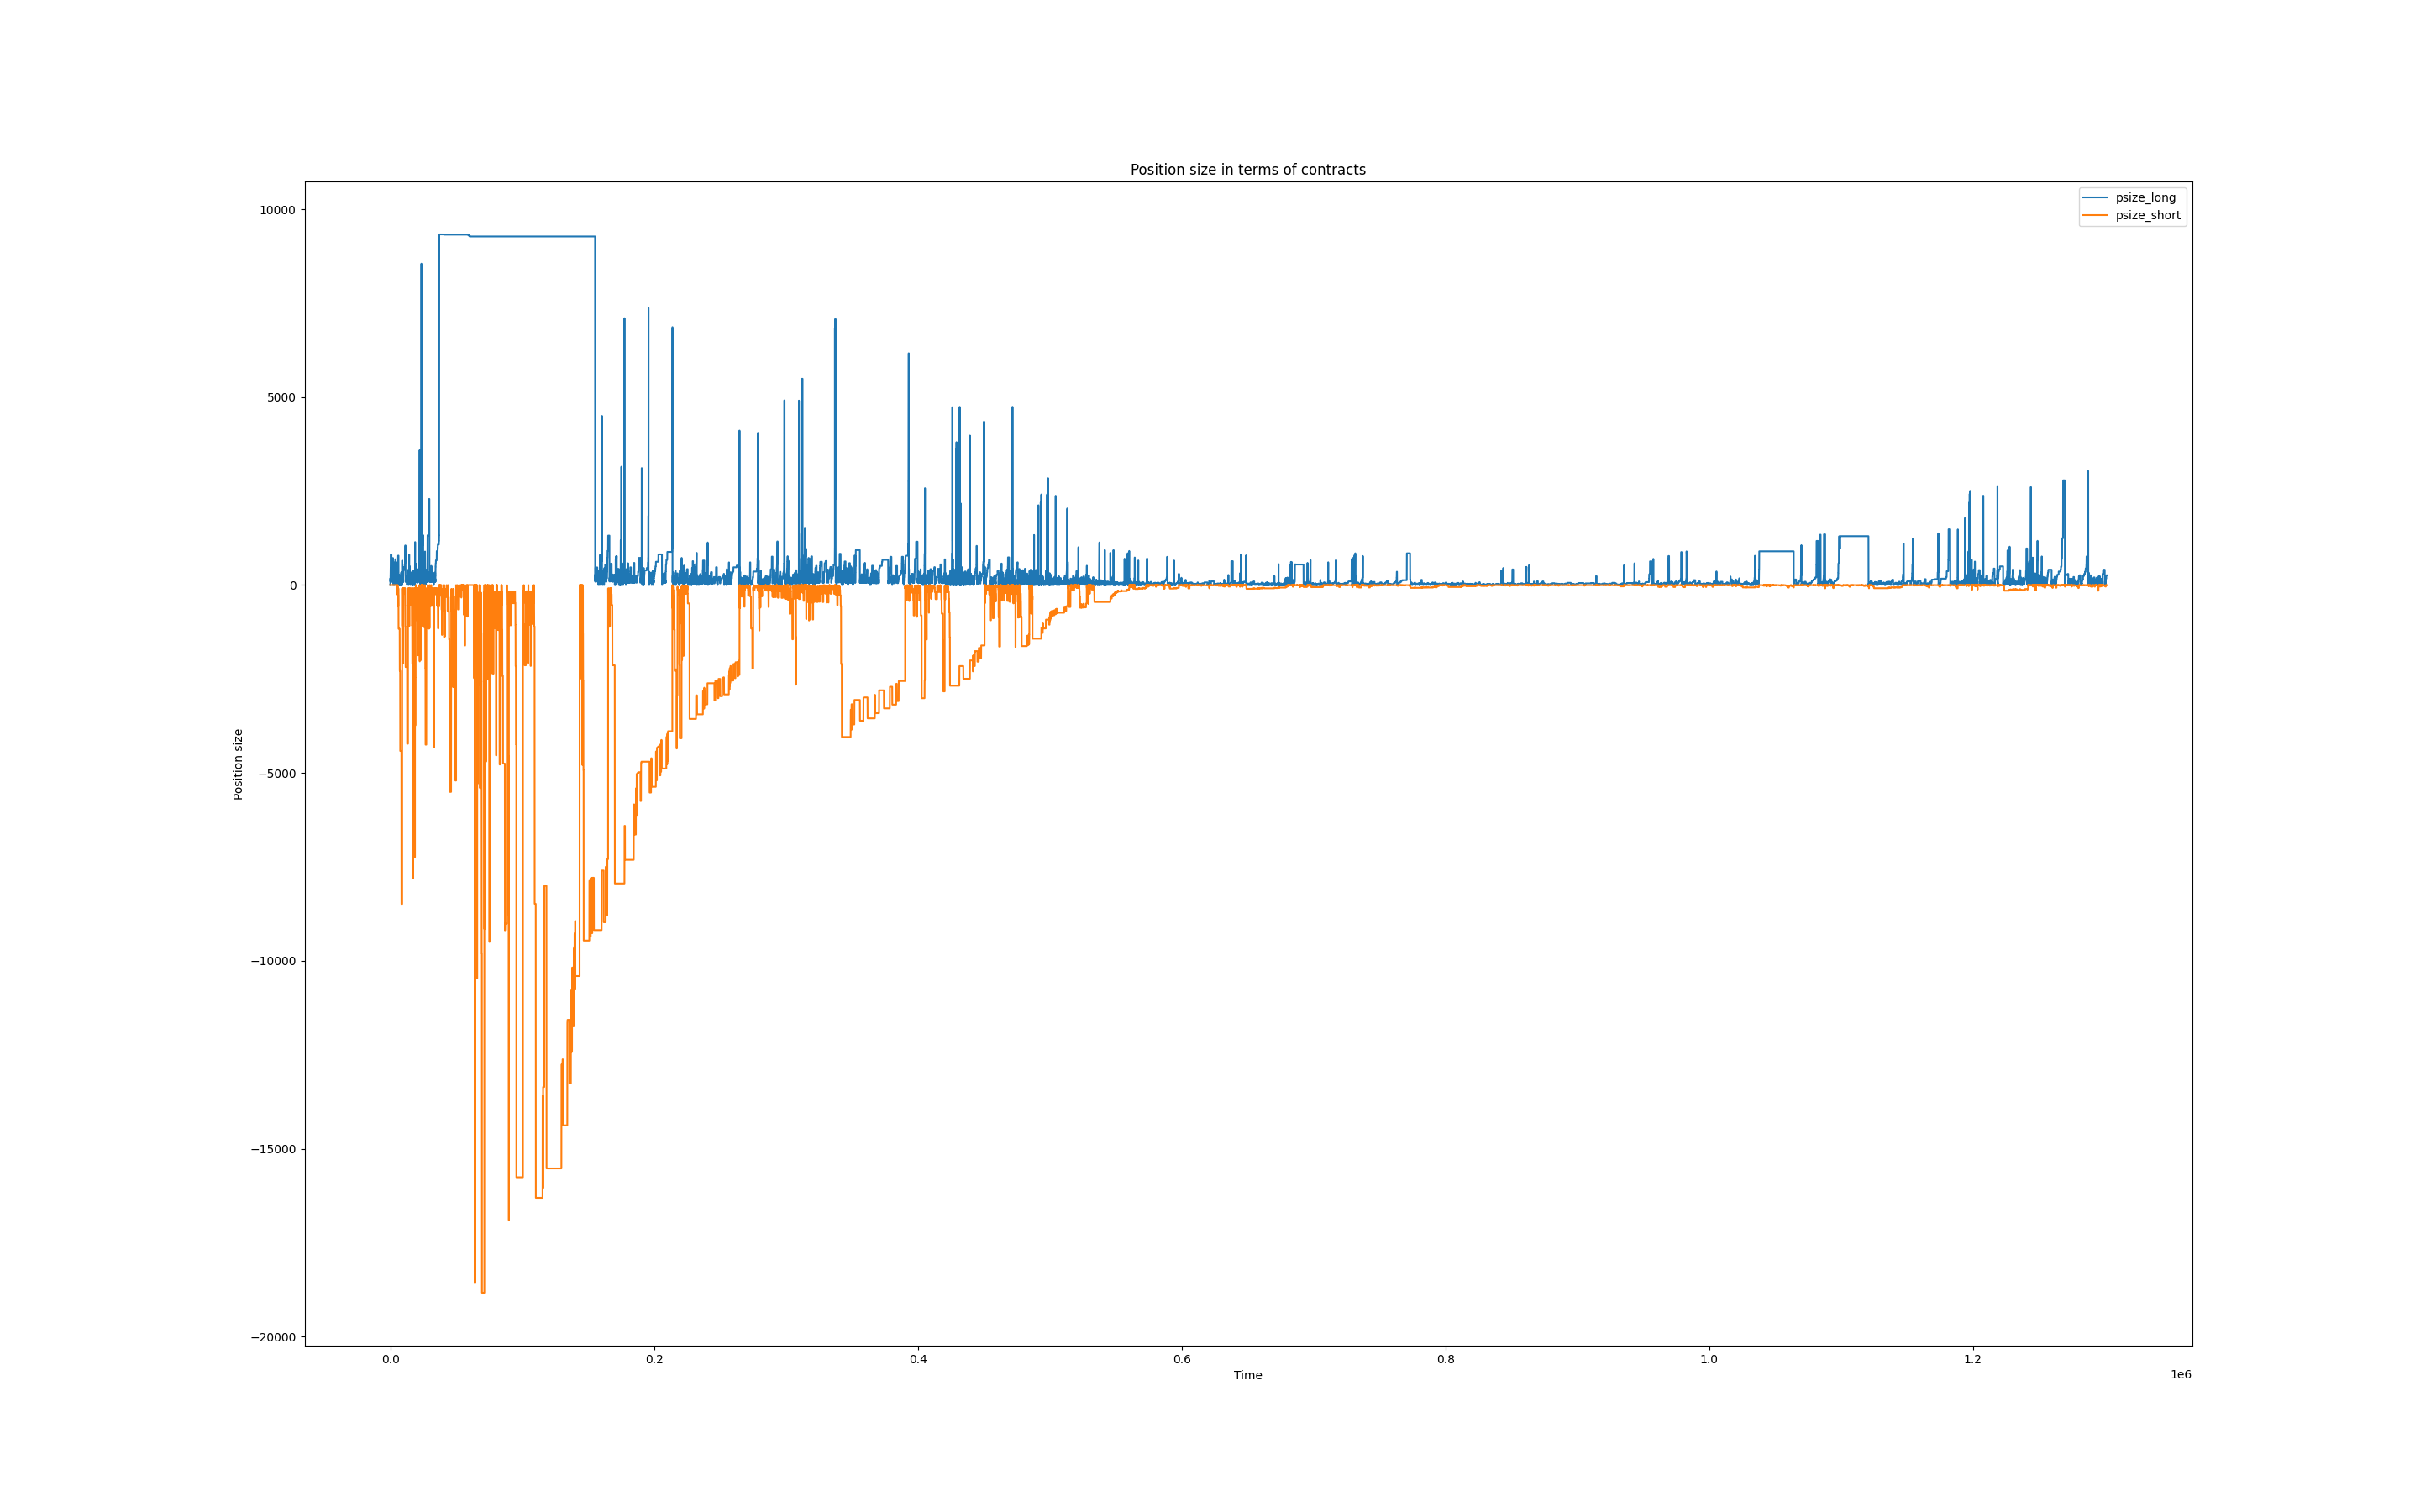 Position size in terms of contracts
psize_long
psize_short
10000
5000
0
−5000
−10000
−15000
−20000
Position size
0.0
0.2
0.4
0.6
0.8
1.0
1.2
1e6
Time